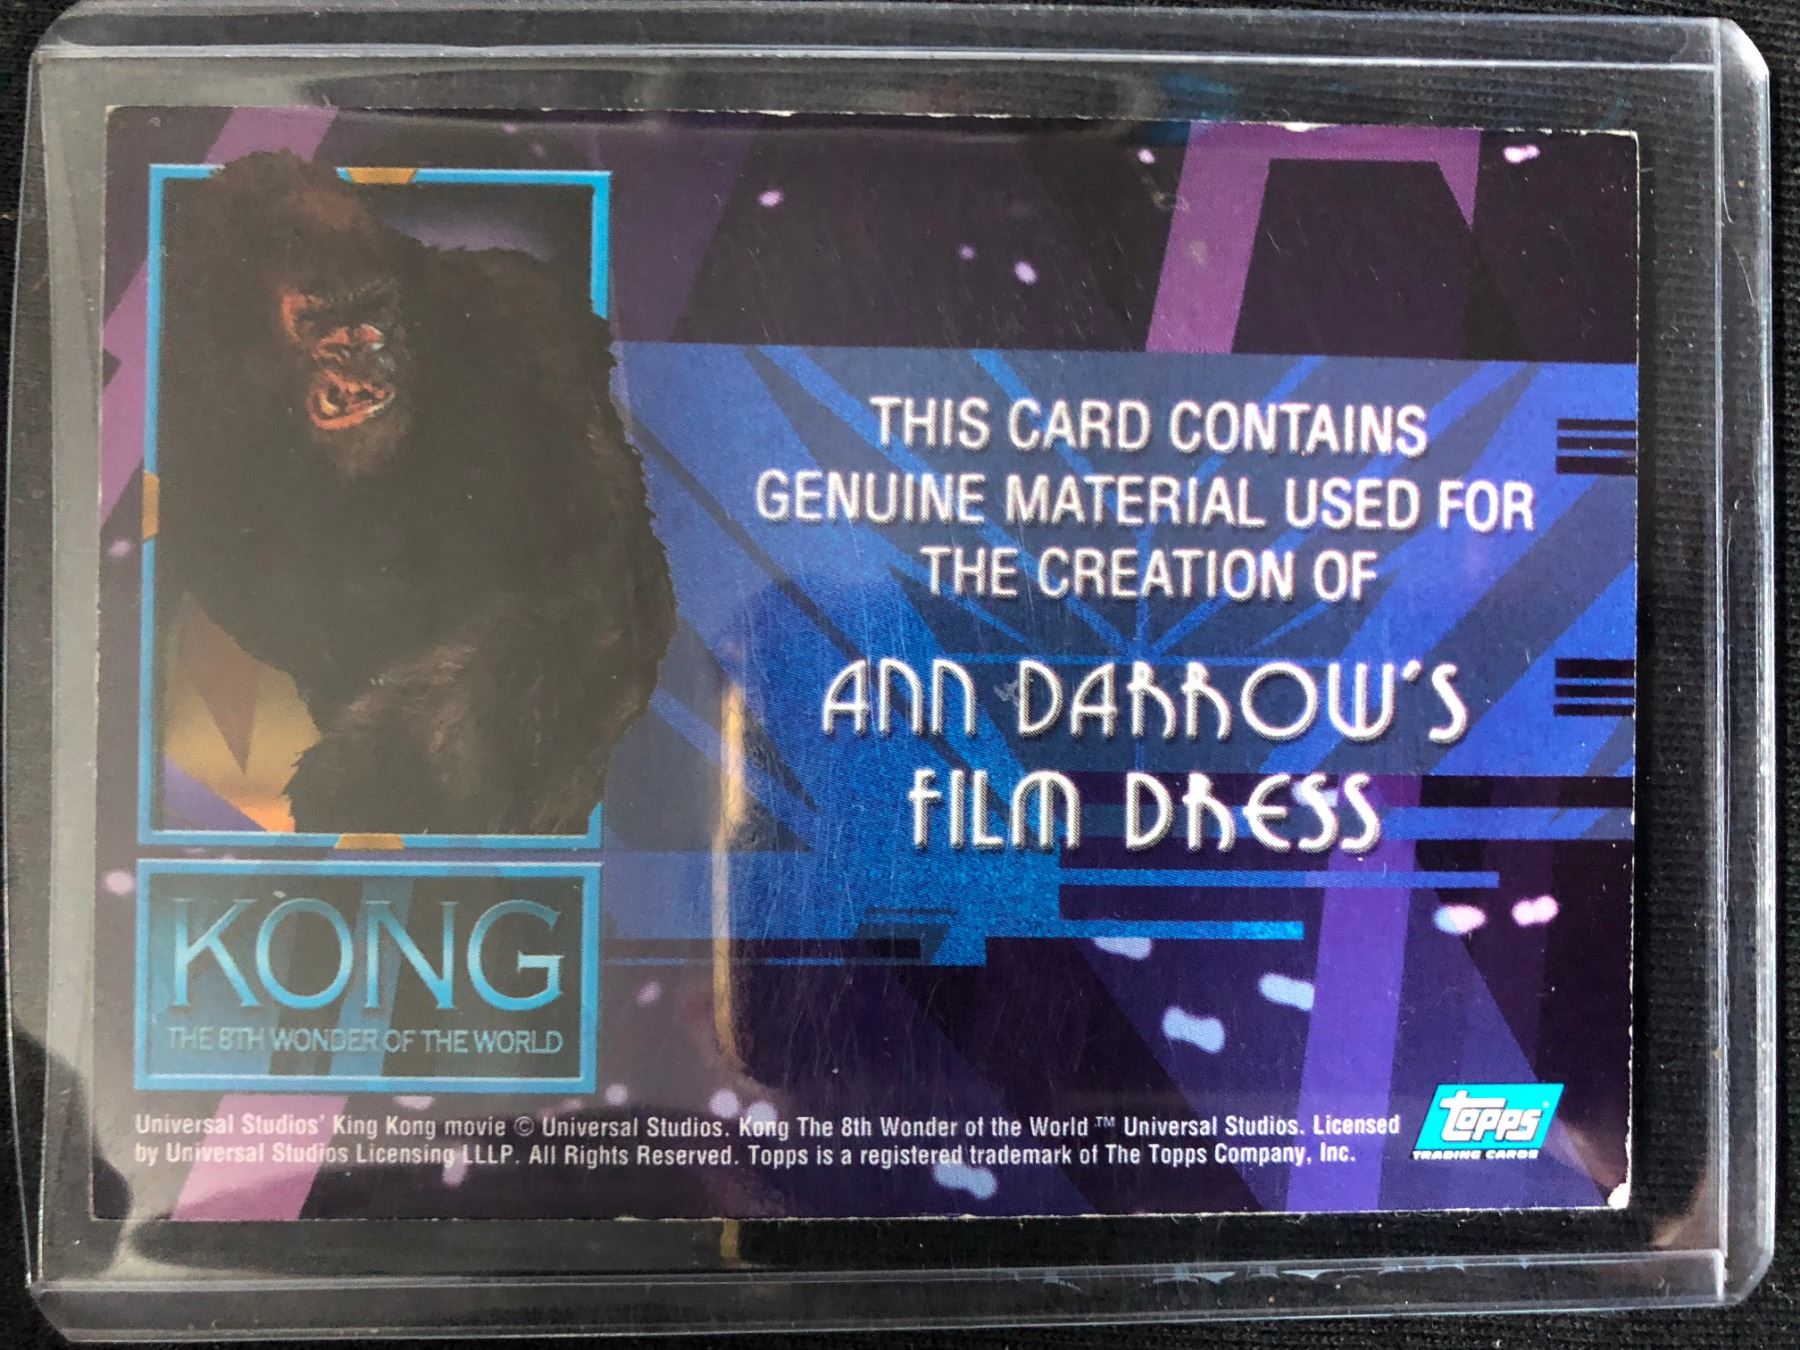 THIS CARD CONTAINS
GENUINE MATERIAL USED FOR
THE CREATION OF
ANN DARROW'S
FILM DRESS
KONG
THE 8TH WONDER OF THE WORLD
Universal Studios' King Kong movie © Universal Studios. Kong The 8th Wonder of the World ™ Universal Studios. Licensed
by Universal Studios Licensing LLLP. All Rights Reserved. Topps is a registered trademark of The Topps Company, Inc.
Topps®
TRADING CARDS